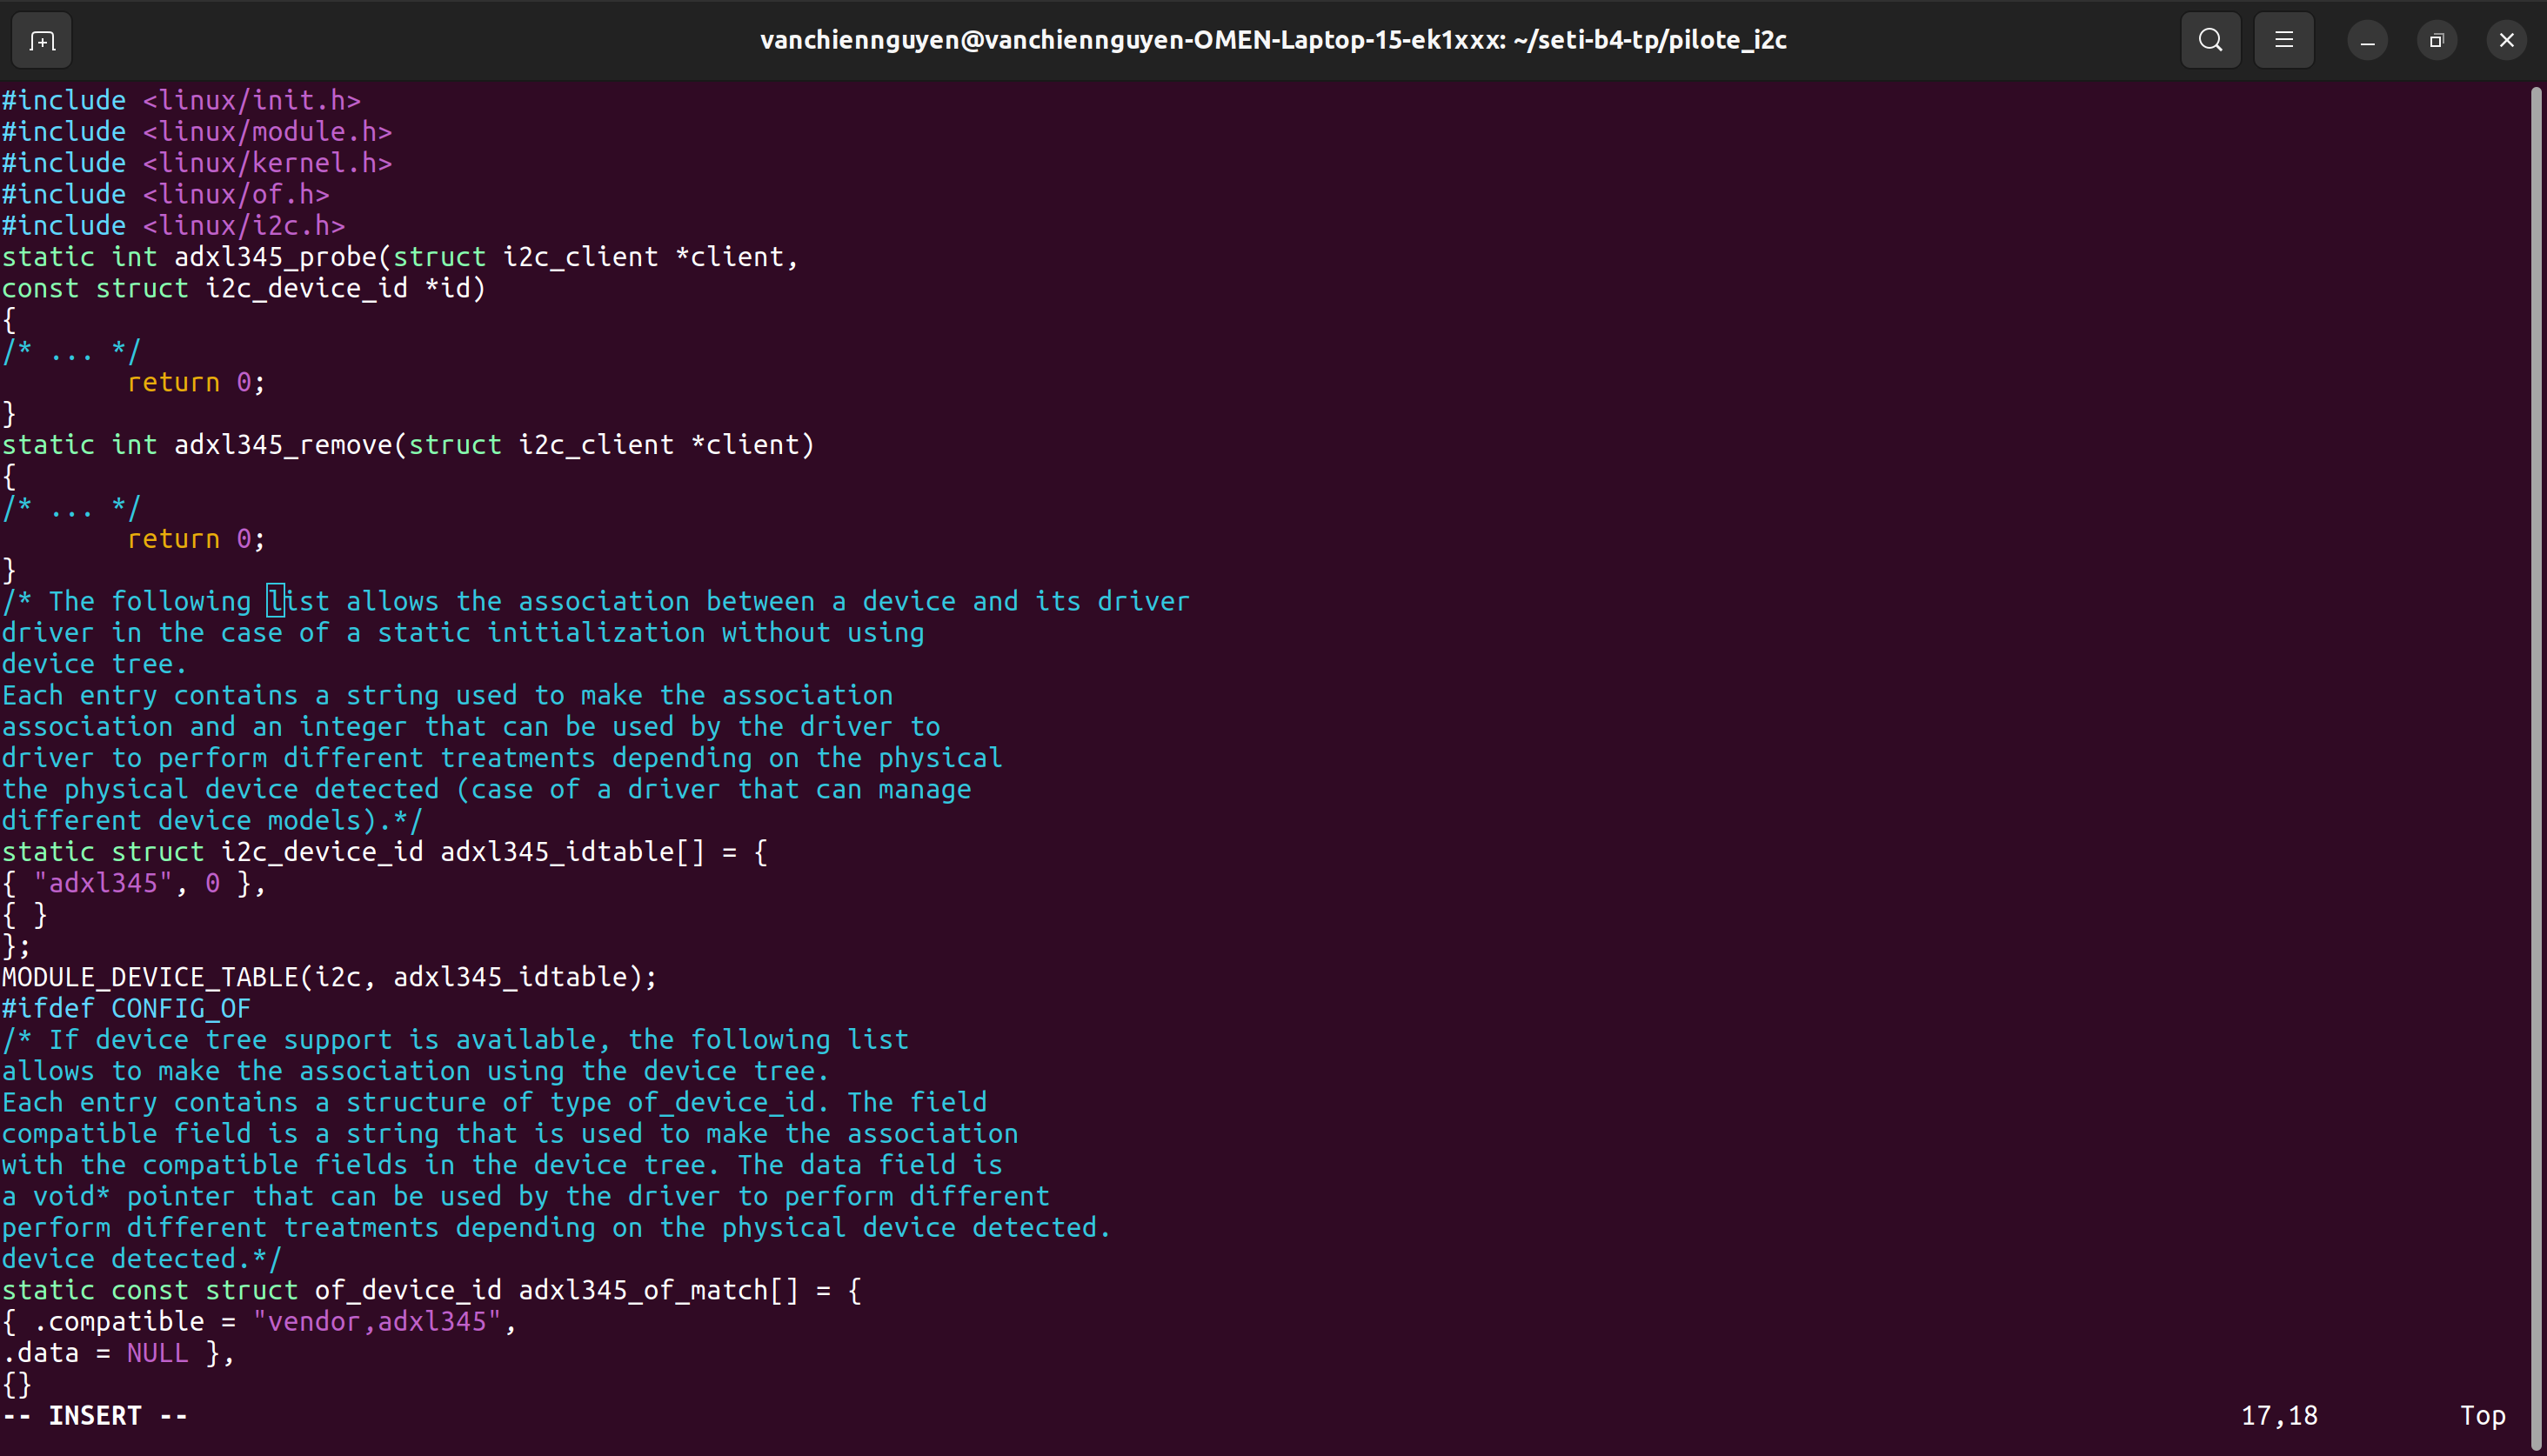 vanchiennguyen@vanchiennguyen-OMEN-Laptop-15-ek1xxx: ~/seti-b4-tp/pilote_i2c
#include <linux/init.h>
#include <linux/module.h>
#include <linux/kernel.h>
#include <linux/of.h>
#include <linux/i2c.h>
static int adxl345_probe(struct i2c_client *client,
const struct i2c_device_id *id)
{
/* ... */
        return 0;
}
static int adxl345_remove(struct i2c_client *client)
{
/* ... */
        return 0;
}
/* The following list allows the association between a device and its driver
driver in the case of a static initialization without using
device tree.
Each entry contains a string used to make the association
association and an integer that can be used by the driver to
driver to perform different treatments depending on the physical
the physical device detected (case of a driver that can manage
different device models).*/
static struct i2c_device_id adxl345_idtable[] = {
{ "adxl345", 0 },
{ }
};
MODULE_DEVICE_TABLE(i2c, adxl345_idtable);
#ifdef CONFIG_OF
/* If device tree support is available, the following list
allows to make the association using the device tree.
Each entry contains a structure of type of_device_id. The field
compatible field is a string that is used to make the association
with the compatible fields in the device tree. The data field is
a void* pointer that can be used by the driver to perform different
perform different treatments depending on the physical device detected.
device detected.*/
static const struct of_device_id adxl345_of_match[] = {
{ .compatible = "vendor,adxl345",
.data = NULL },
{}
-- INSERT -- 17,18 Top